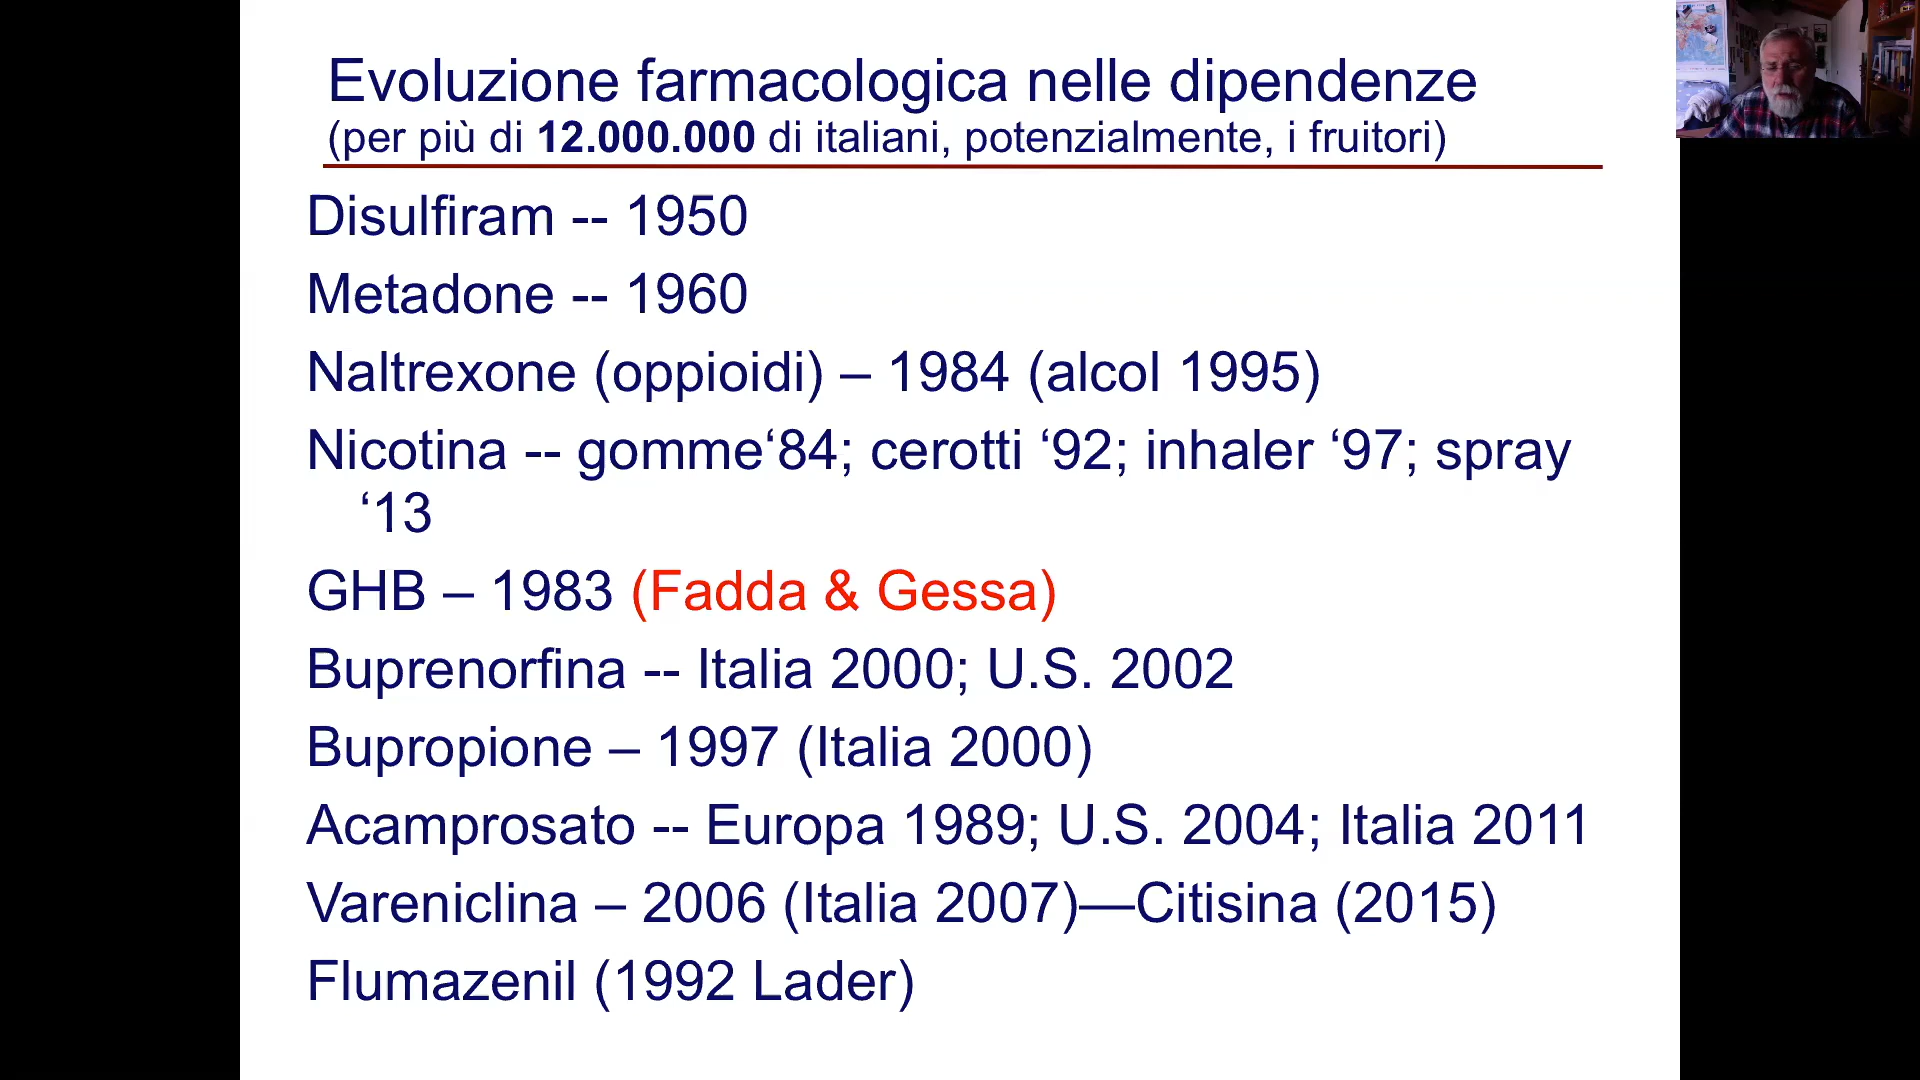 Evoluzione farmacologica nelle dipendenze
(per più di 12.000.000 di italiani, potenzialmente, i fruitori)
Disulfiram -- 1950
Metadone -- 1960
Naltrexone (oppioidi) – 1984 (alcol 1995)
Nicotina -- gomme‘84; cerotti ‘92; inhaler ‘97; spray
‘13
GHB – 1983 (Fadda & Gessa)
Buprenorfina -- Italia 2000; U.S. 2002
Bupropione – 1997 (Italia 2000)
Acamprosato -- Europa 1989; U.S. 2004; Italia 2011
Vareniclina – 2006 (Italia 2007)—Citisina (2015)
Flumazenil (1992 Lader)